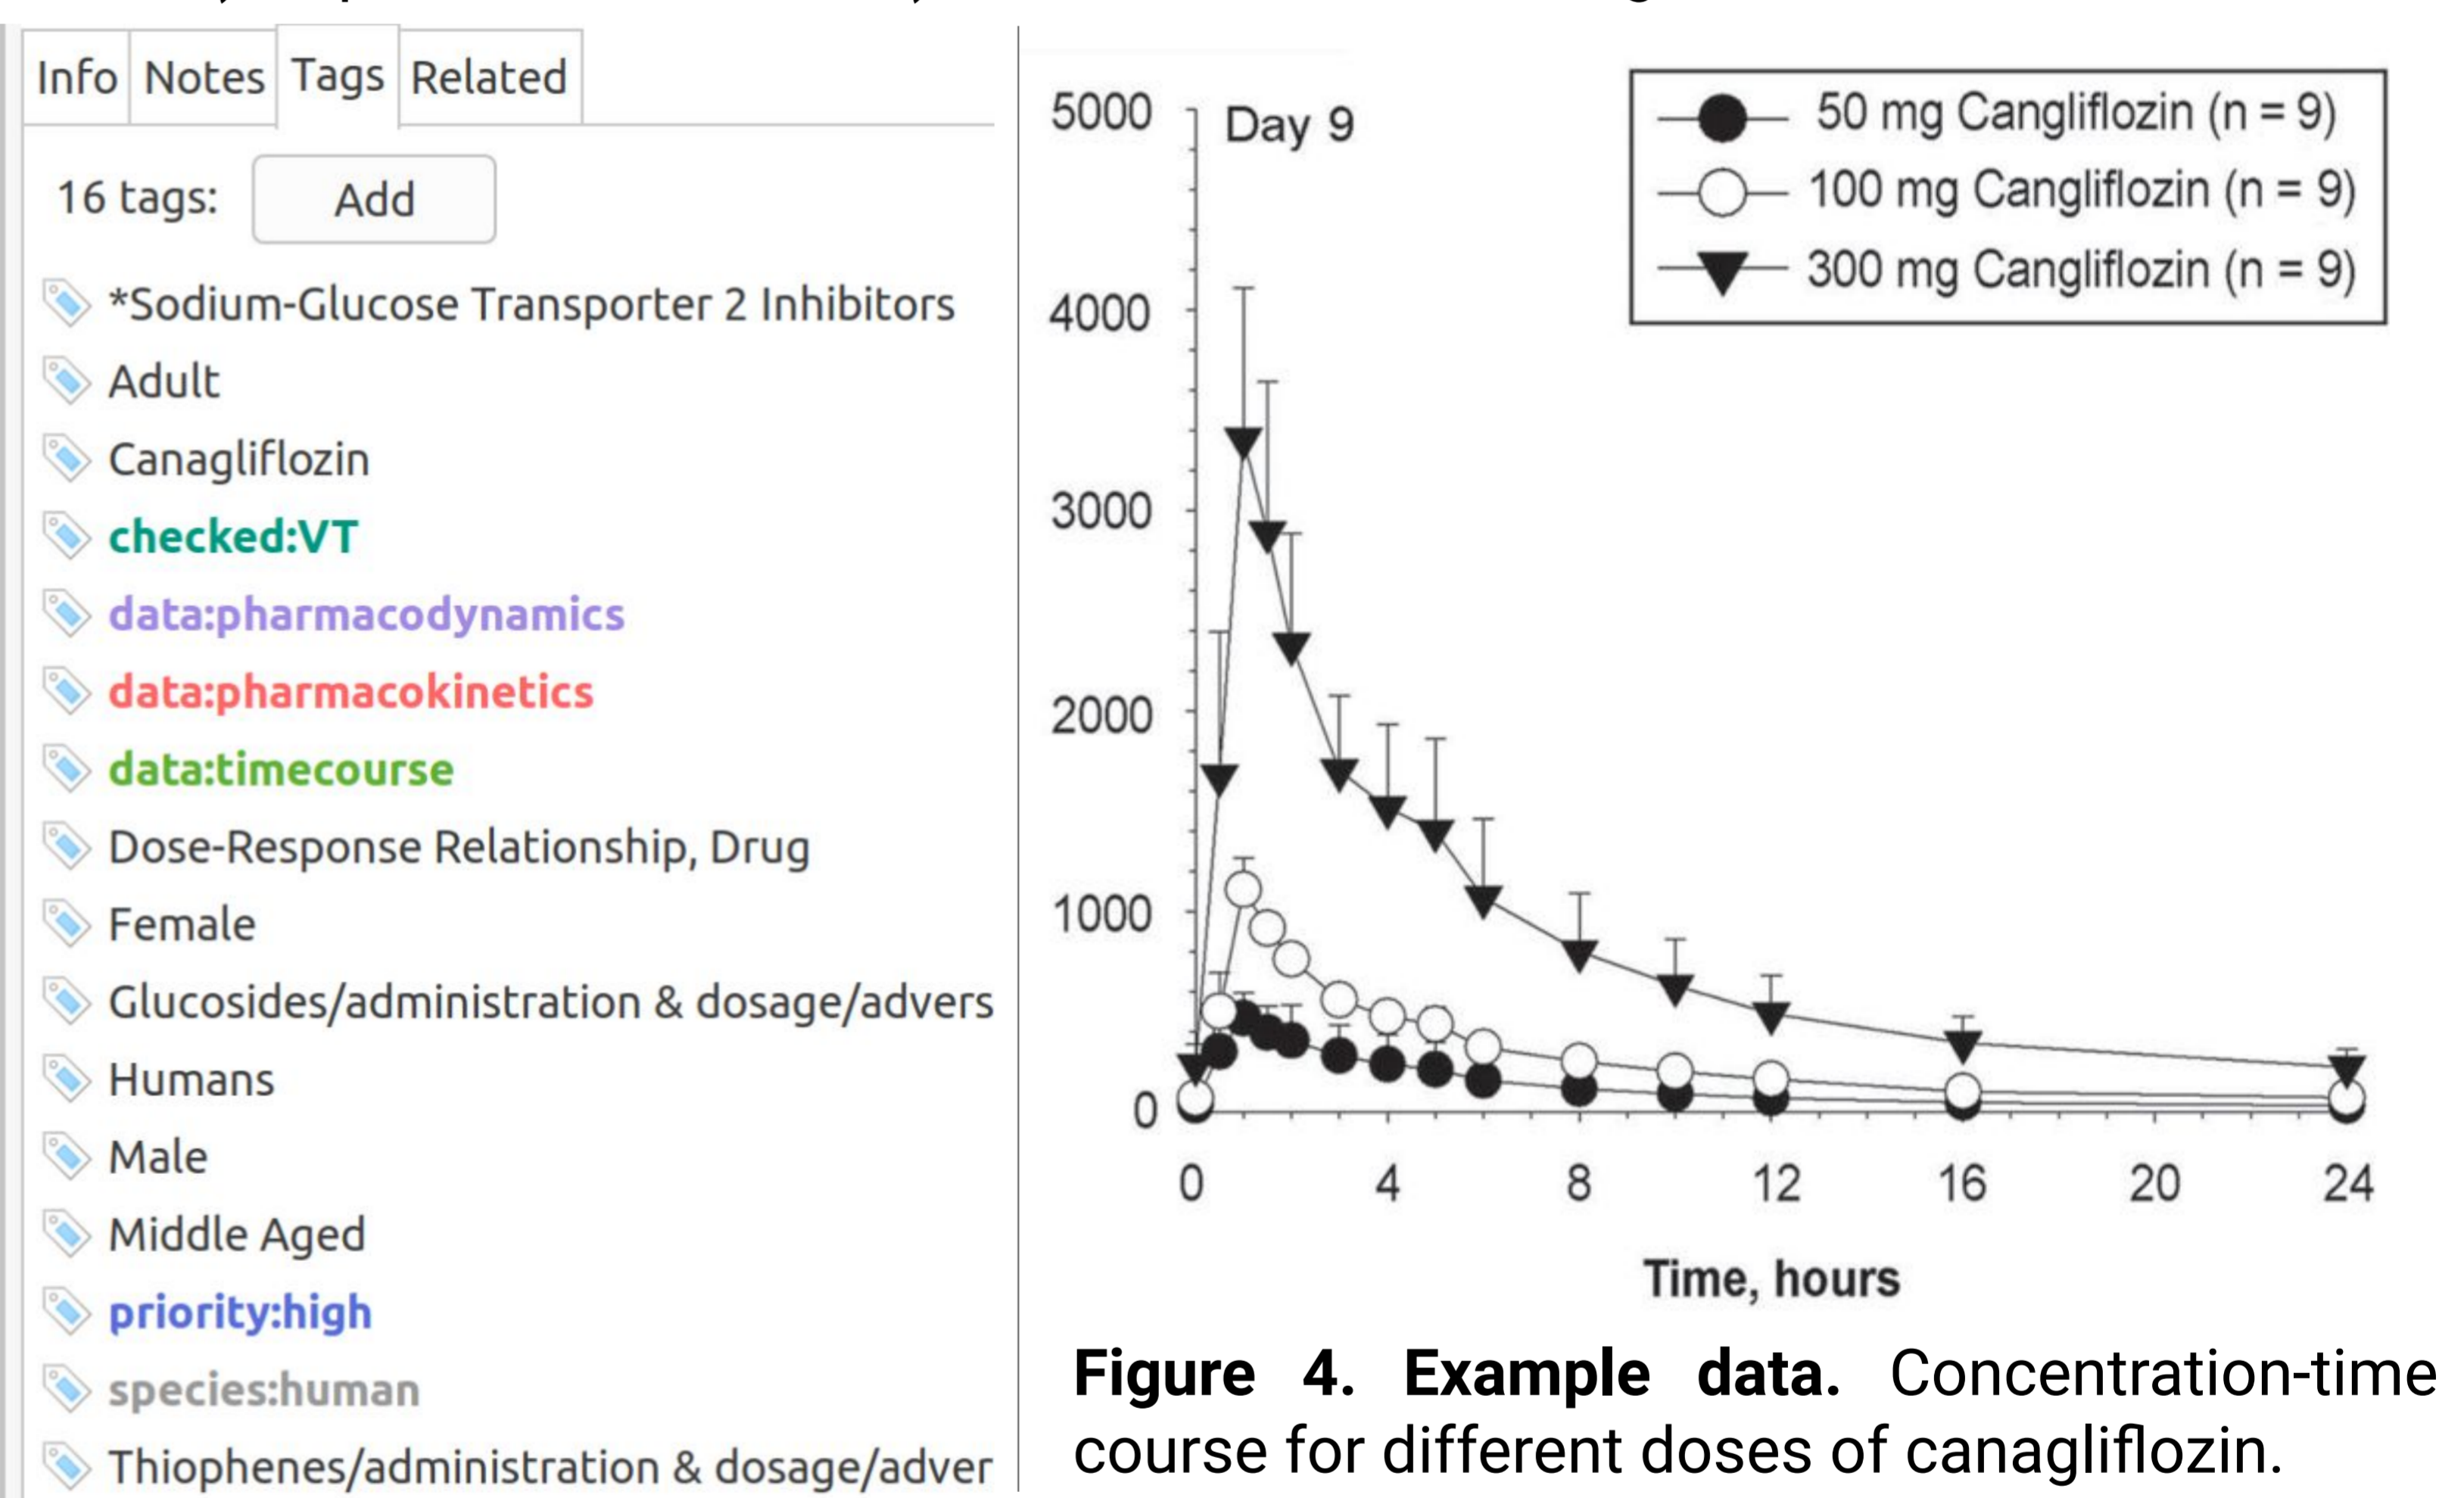 Info Notes Tags Related
16 tags: Add
*Sodium-Glucose Transporter 2 Inhibitors
Adult
Canagliflozin
checked:VT
data:pharmacodynamics
data:pharmacokinetics
data:timecourse
Dose-Response Relationship, Drug
Female
Glucosides/administration & dosage/advers
Humans
Male
Middle Aged
priority:high
species:human
Thiophenes/administration & dosage/adver
Day 9
50 mg Cangliflozin (n = 9)
100 mg Cangliflozin (n = 9)
300 mg Cangliflozin (n = 9)
5000
4000
3000
2000
1000
0
0 4 8 12 16 20 24
Time, hours
Figure 4. Example data. Concentration-time
course for different doses of canagliflozin.